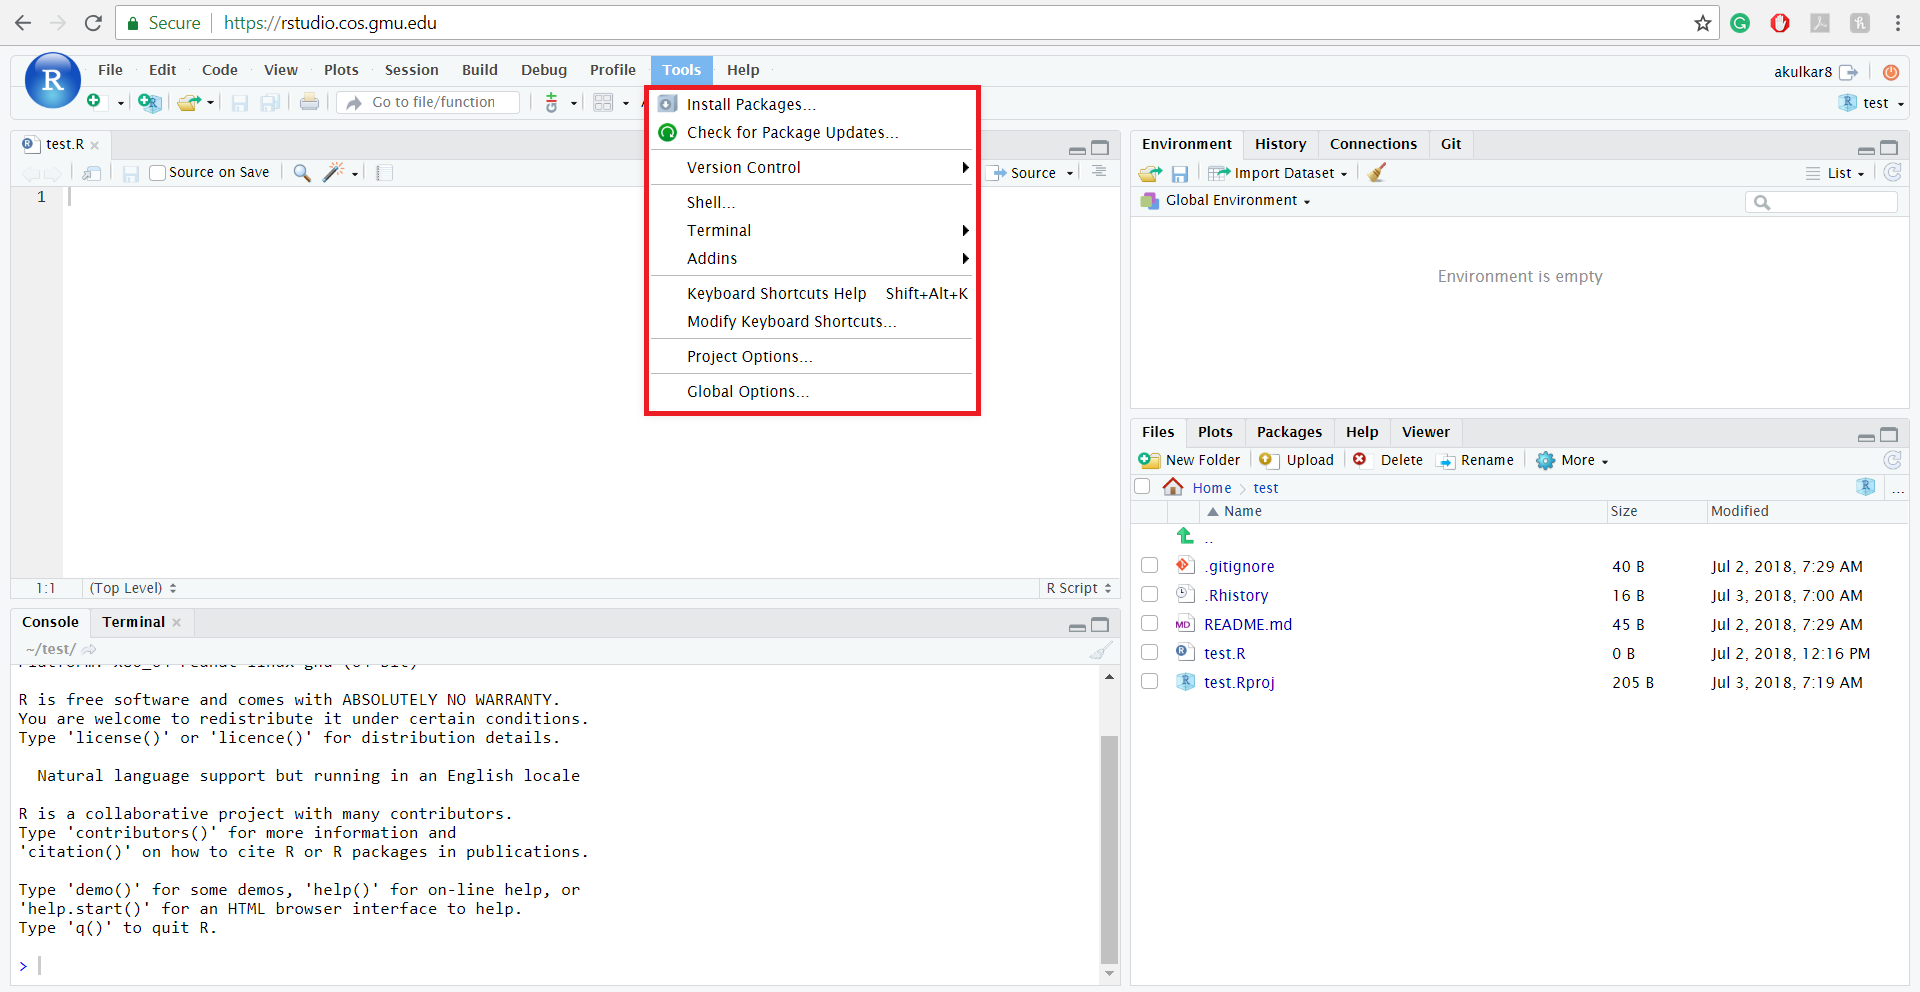 Secure https://rstudio.cos.gmu.edu
R File Edit Code View Plots Session Build Debug Profile Tools Help akulkar8
Go to file/function test
Install Packages...
Check for Package Updates...
Version Control
Shell...
Terminal
Addins
Keyboard Shortcuts Help Shift+Alt+K
Modify Keyboard Shortcuts...
Project Options...
Global Options...
test.R
Source on Save Source
1
1:1 (Top Level) R Script
Console Terminal
~/test/
R is free software and comes with ABSOLUTELY NO WARRANTY.
You are welcome to redistribute it under certain conditions.
Type 'license()' or 'licence()' for distribution details.
Natural language support but running in an English locale
R is a collaborative project with many contributors.
Type 'contributors()' for more information and
'citation()' on how to cite R or R packages in publications.
Type 'demo()' for some demos, 'help()' for on-line help, or
'help.start()' for an HTML browser interface to help.
Type 'q()' to quit R.
>
Environment History Connections Git
Import Dataset List
Global Environment
Environment is empty
Files Plots Packages Help Viewer
New Folder Upload Delete Rename More
Home test ...
Name Size Modified
..
.gitignore 40 B Jul 2, 2018, 7:29 AM
.Rhistory 16 B Jul 3, 2018, 7:00 AM
MD README.md 45 B Jul 2, 2018, 7:29 AM
test.R 0 B Jul 2, 2018, 12:16 PM
test.Rproj 205 B Jul 3, 2018, 7:19 AM